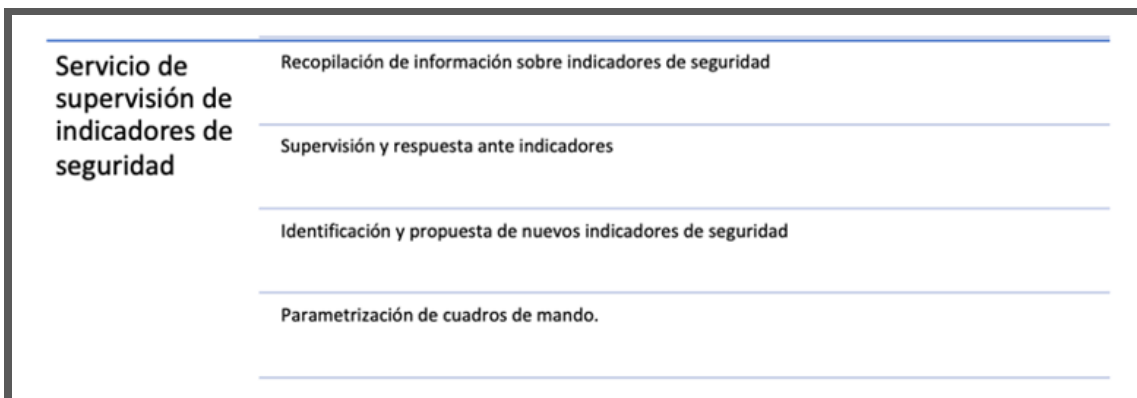 Servicio de
supervisión de
indicadores de
seguridad
Recopilación de información sobre indicadores de seguridad
Supervisión y respuesta ante indicadores
Identificación y propuesta de nuevos indicadores de seguridad
Parametrización de cuadros de mando.